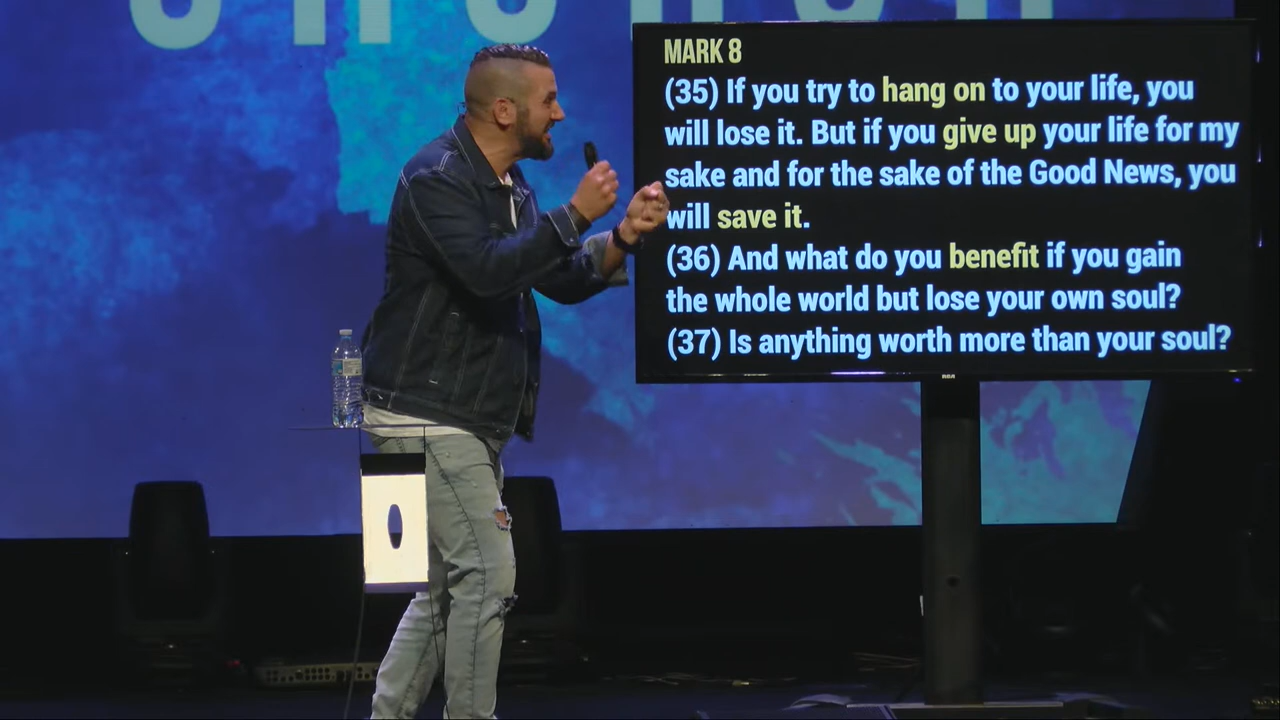 MARK 8
(35) If you try to hang on to your life, you
will lose it. But if you give up your life for my
sake and for the sake of the Good News, you
will save it.
(36) And what do you benefit if you gain
the whole world but lose your own soul?
(37) Is anything worth more than your soul?
RCA